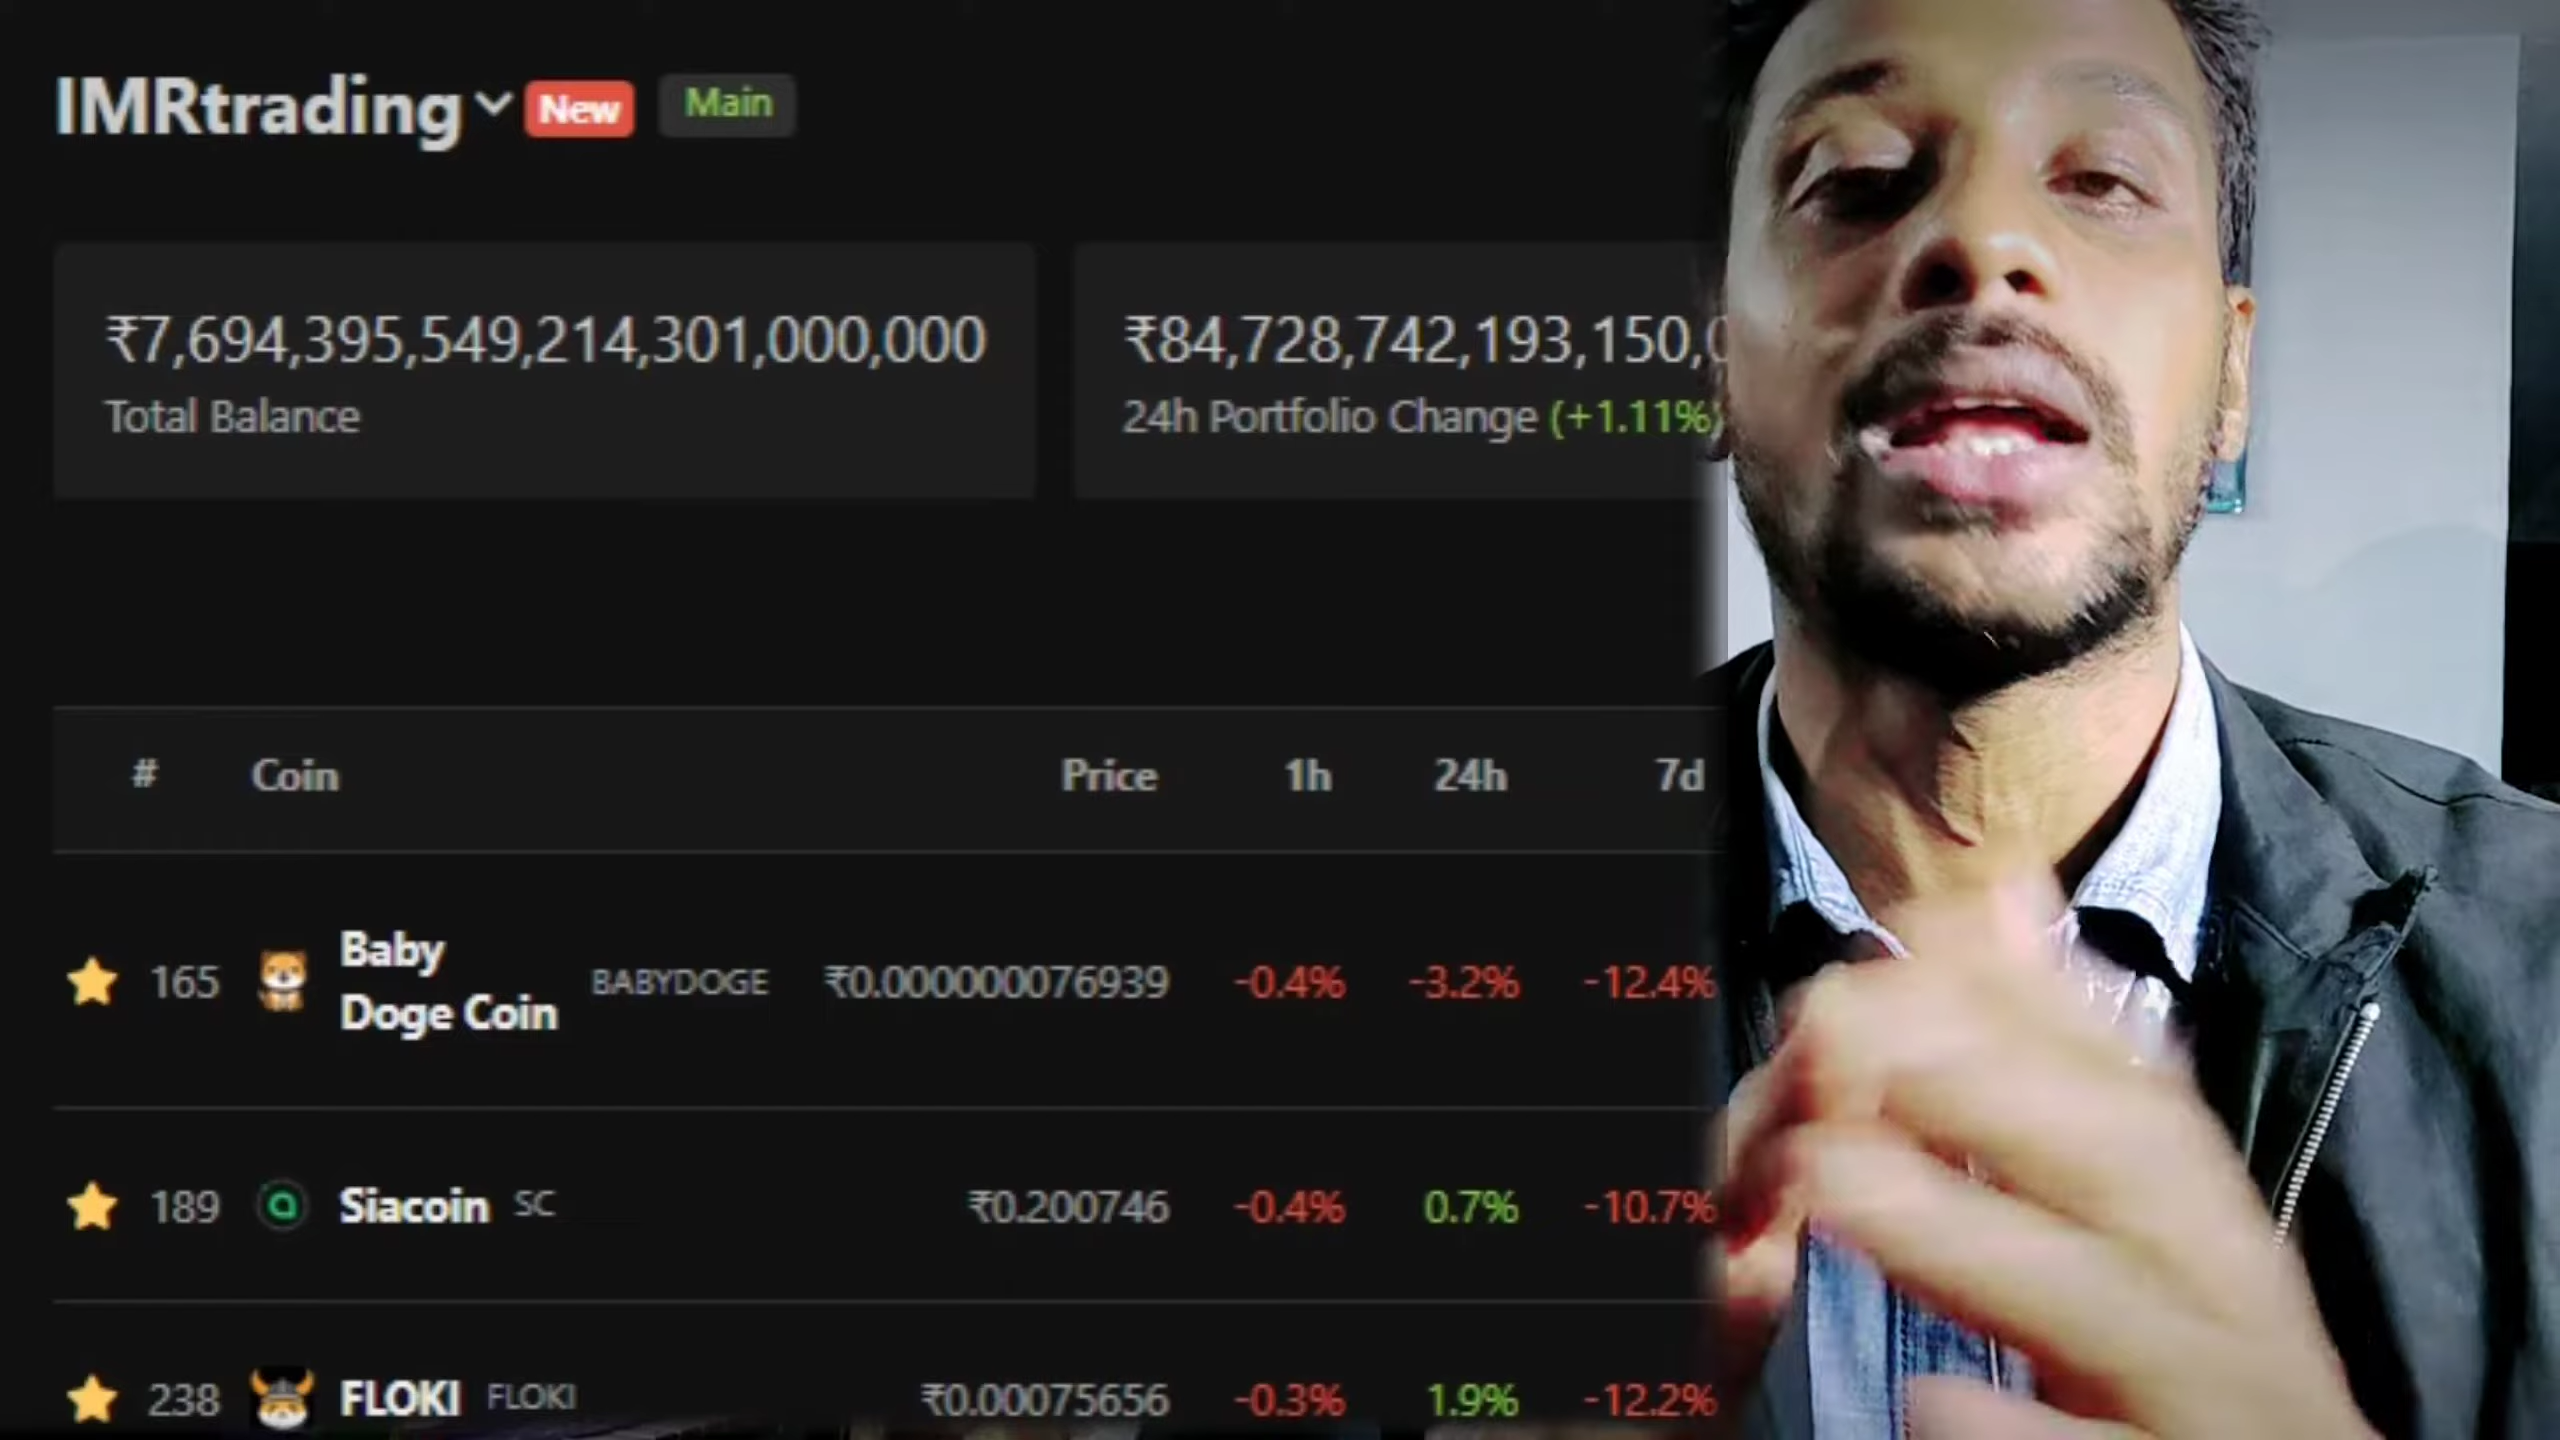 IMRtrading New Main
₹7,694,395,549,214,301,000,000
Total Balance
₹84,728,742,193,150,0
24h Portfolio Change (+1.11%)
# Coin Price 1h 24h 7d
165 Baby Doge Coin BABYDOGE ₹0.000000076939 -0.4% -3.2% -12.4%
189 Siacoin SC ₹0.200746 -0.4% 0.7% -10.7%
238 FLOKI FLOKI ₹0.00075656 -0.3% 1.9% -12.2%